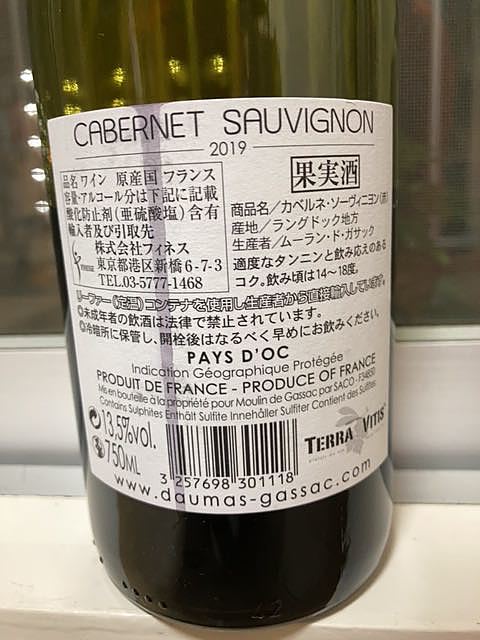 CABERNET SAUVIGNON
2019
品名 ワイン 原産国 フランス
容量・アルコール分は下記に記載
酸化防止剤(亜硫酸塩)含有
輸入者及び引取先
株式会社フィネス
東京都港区新橋6-7-3
TEL.03-5777-1468
果実酒
商品名/カベルネ・ソーヴィニヨン(赤)
産地/ラングドック地方
生産者/ムーラン・ド・ガサック
適度なタンニンと飲み応えのある
コク。飲み頃は14~18度。
リーファー(定温)コンテナを使用し生産者から直接輸入しています。
◎未成年者の飲酒は法律で禁止されています。
◎冷暗所に保管し、開栓後はなるべく早めにお飲みください。
PAYS D'OC
Indication Géographique Protégée
PRODUIT DE FRANCE - PRODUCE OF FRANCE
Mis en bouteille à la propriété pour Moulin de Gassac par SACO - F34850
Contains Sulphites Enthält Sulfite Innehåller Sulfiter Contient des Sulfites
13.5%vol.
750ML
3 257698 301118
TERRA VITIS
www.daumas-gassac.com